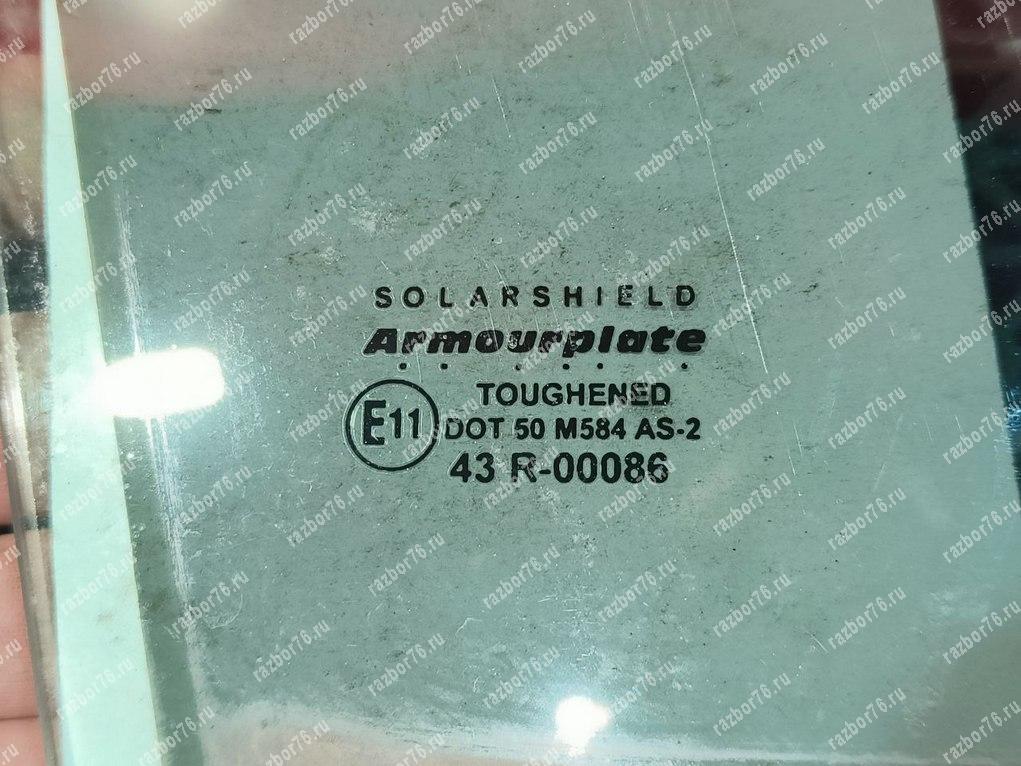 SOLARSHIELD
Armourplate
TOUGHENED
E11 DOT 50 M584 AS-2
43 R-00086
razbor76.ru